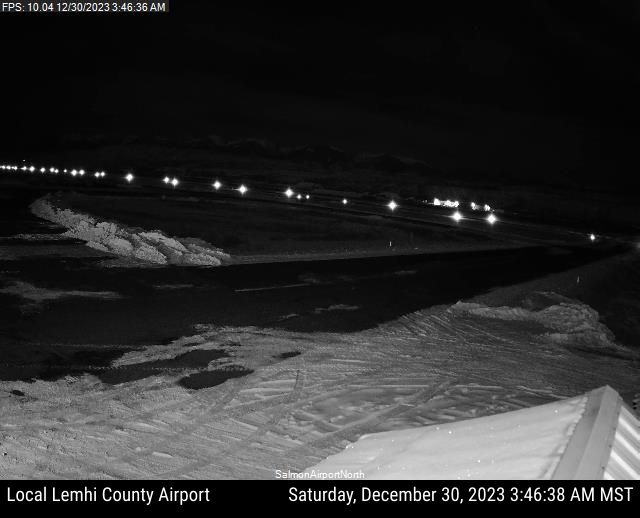 FPS: 10.04 12/30/2023 3:46:36 AM
SalmonAirportNorth
Local Lemhi County Airport Saturday, December 30, 2023 3:46:38 AM MST